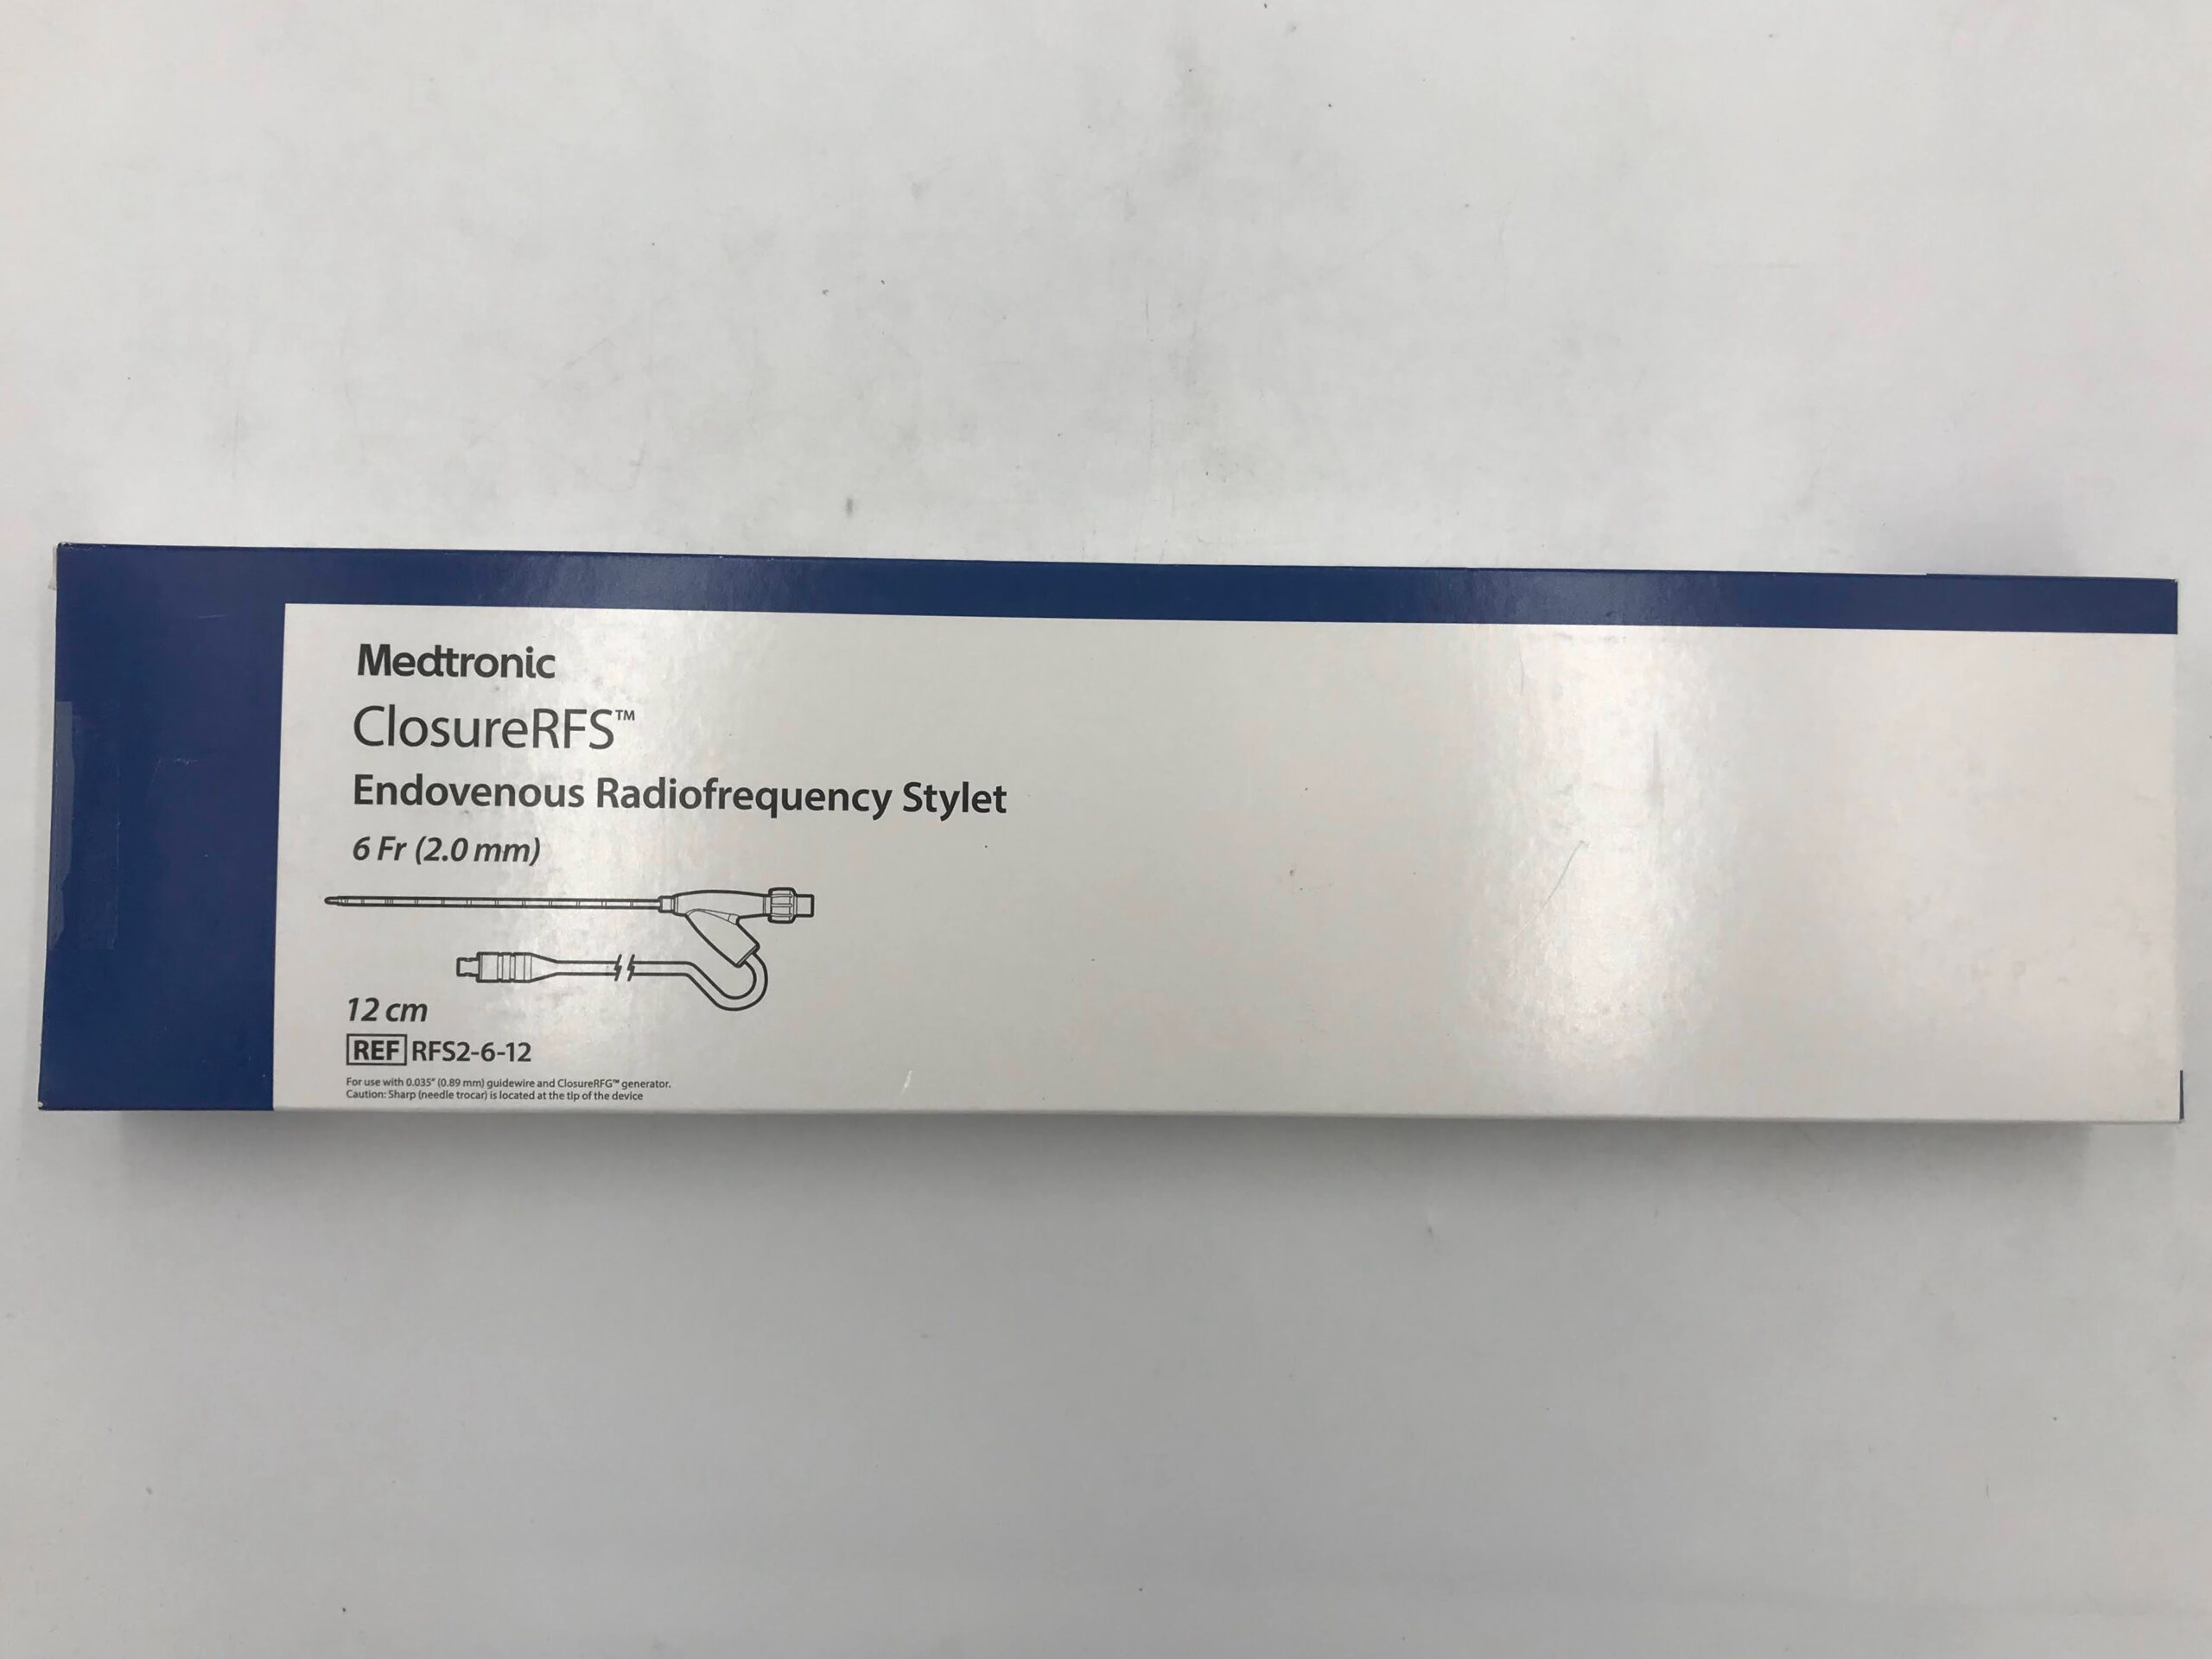 Medtronic
ClosureRFS™
Endovenous Radiofrequency Stylet
6 Fr (2.0 mm)
12 cm
REF RFS2-6-12
For use with 0.035" (0.89 mm) guidewire and ClosureRFG™ generator.
Caution: Sharp (needle trocar) is located at the tip of the device